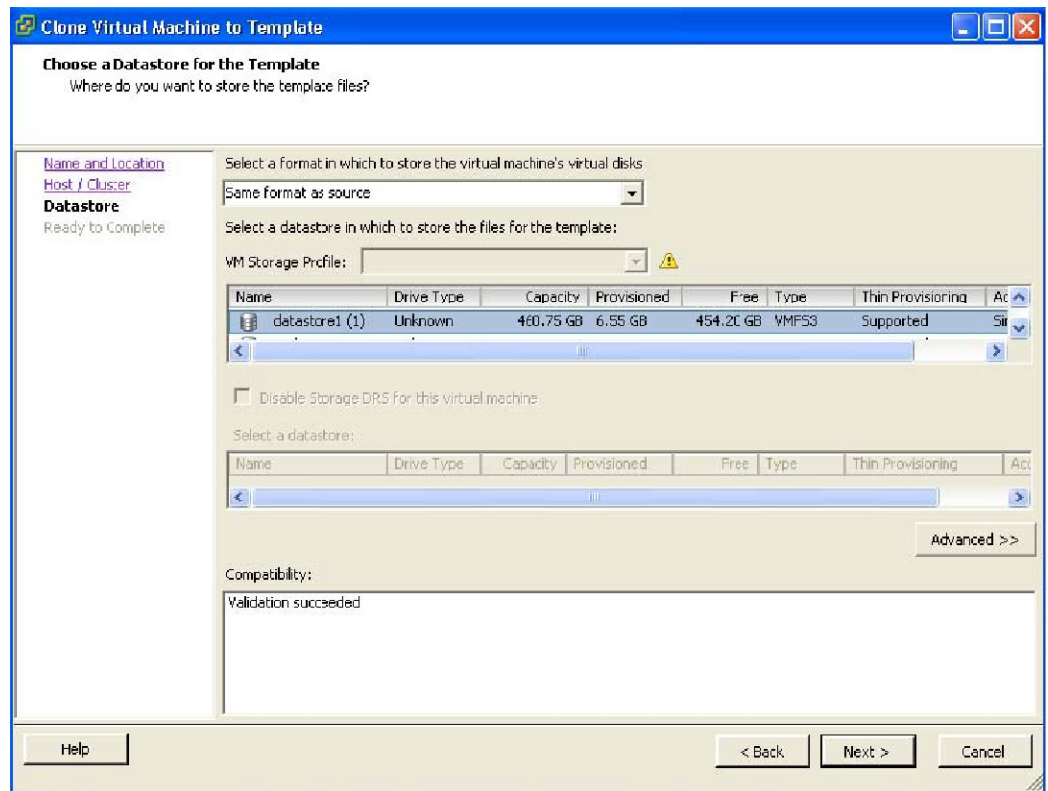 Clone Virtual Machine to Template
Choose a Datastore for the Template
Where do you want to store the template files?
Name and Location
Host / Cluster
Datastore
Ready to Complete
Select a format in which to store the virtual machine's virtual disks
Same format as source
Select a datastore in which to store the files for the template:
VM Storage Profile:
Name Drive Type Capacity Provisioned Free Type Thin Provisioning Ac
datastore1 (1) Unknown 460.75 GB 6.55 GB 454.20 GB VMFS3 Supported Sin
Disable Storage DRS for this virtual machine
Select a datastore:
Name Drive Type Capacity Provisioned Free Type Thin Provisioning Acc
Advanced >>
Compatibility:
Validation succeeded
Help
< Back
Next >
Cancel